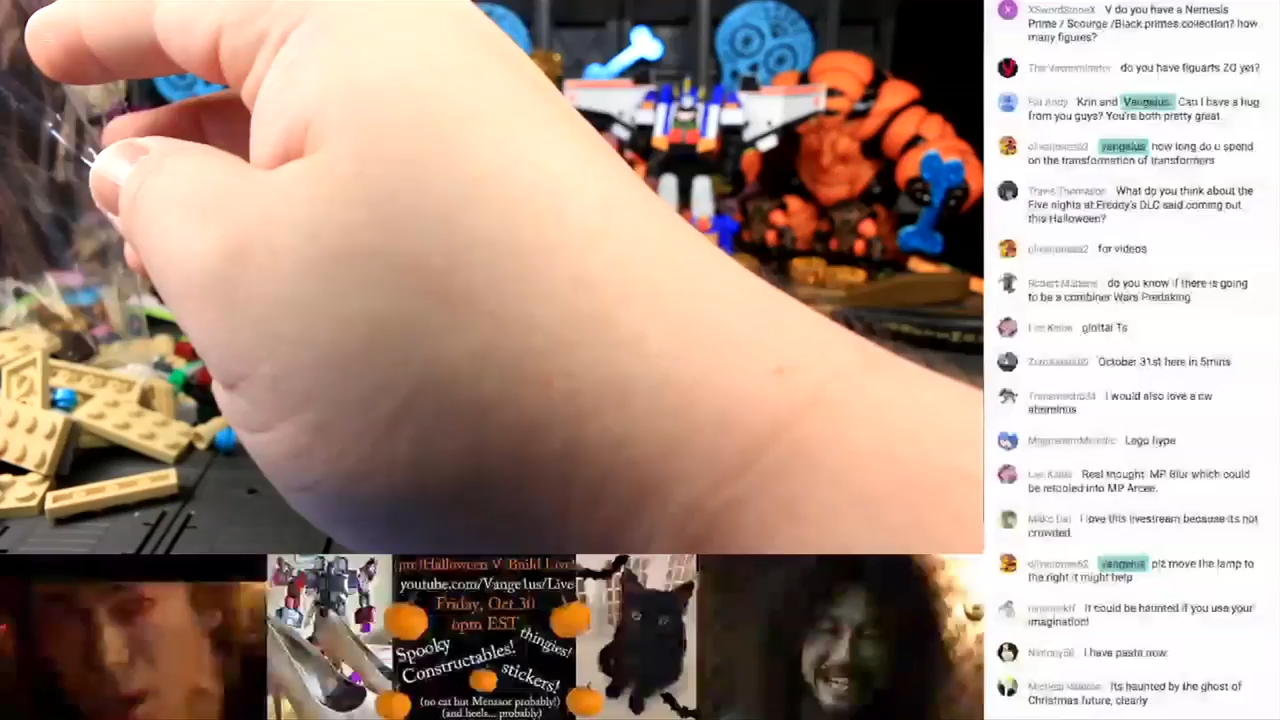 V do you have a Nemesis
Prime / Scourge /Black primes collection? how
many figures?
do you have figuarts ZO yet?
Fai Andy Krin and Vangelus. Can I have a hug
from you guys? You're both pretty great.
vangelus how long do u spend
on the transformation of transformers
Travis Thomason What do you think about the
Five nights at Freddy's DLC said coming out
this Halloween?
for videos
do you know if there is going
to be a combiner Wars Predaking
glottal Ts
October 31st here in 5mins
I would also love a cw
abominus
Lego hype
Real thought: MP Blur which could
be retooled into MP Arcee.
I love this livestream because its not
crowded.
vangelus plz move the lamp to
the right it might help
It could be haunted if you use your
imagination!
I have pasta now.
Its haunted by the ghost of
Christmas future, clearly
Halloween V-Build Live!
youtube.com/Vange1us/Live
Friday, Oct 30
6pm EST
Spooky
Constructables!
thingies!
stickers!
(no cat but Menasor probably!)
(and heels... probably)